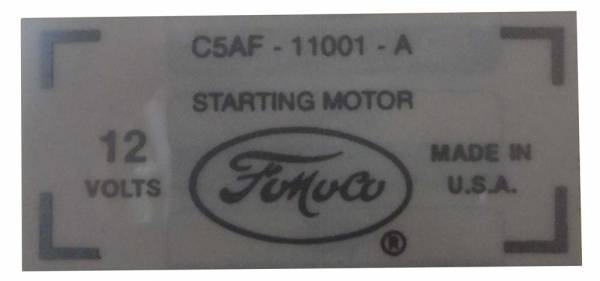 C5AF - 11001 - A
STARTING MOTOR
12
VOLTS
FoMoCo
®
MADE IN
U.S.A.